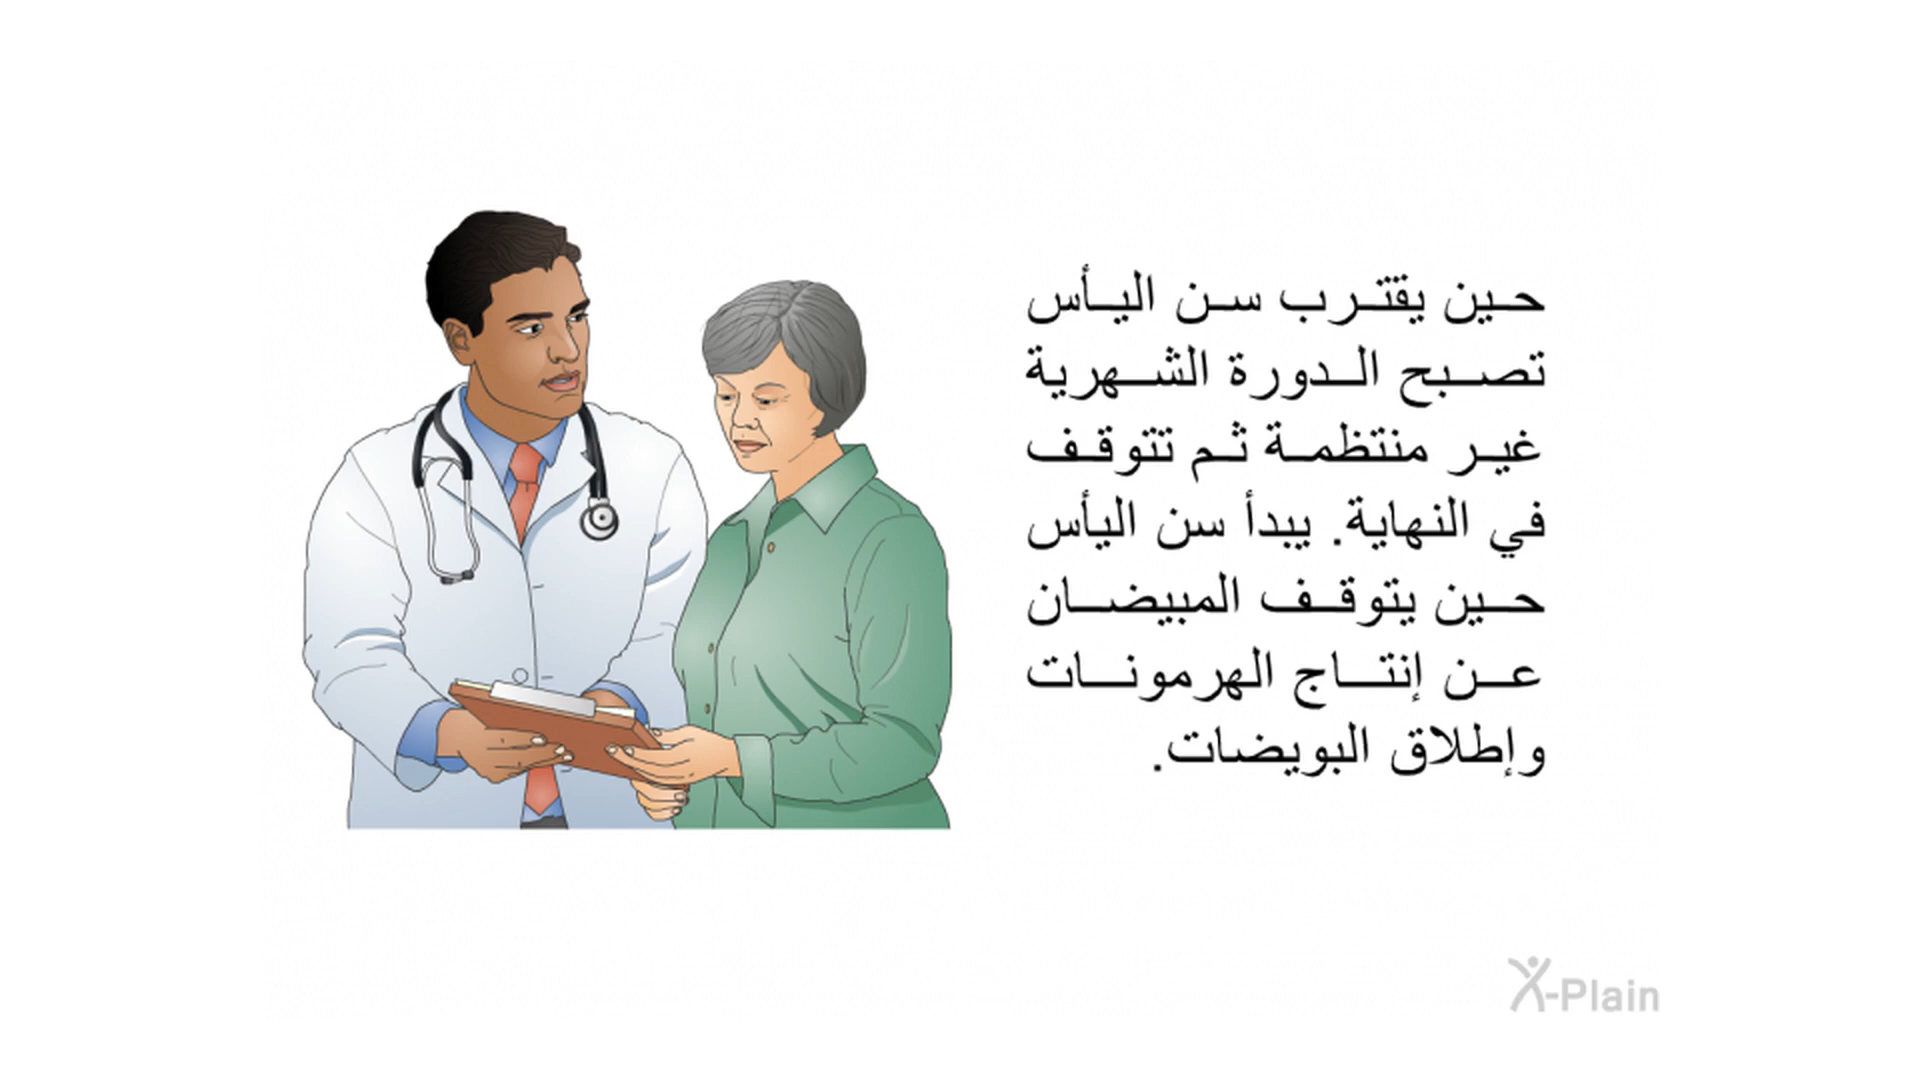 حين يقترب سن اليأس
تصبح الدورة الشهرية
غير منتظمة ثم تتوقف
في النهاية. يبدأ سن اليأس
حين يتوقف المبيضان
عن إنتاج الهرمونات
وإطلاق البويضات.
X-Plain